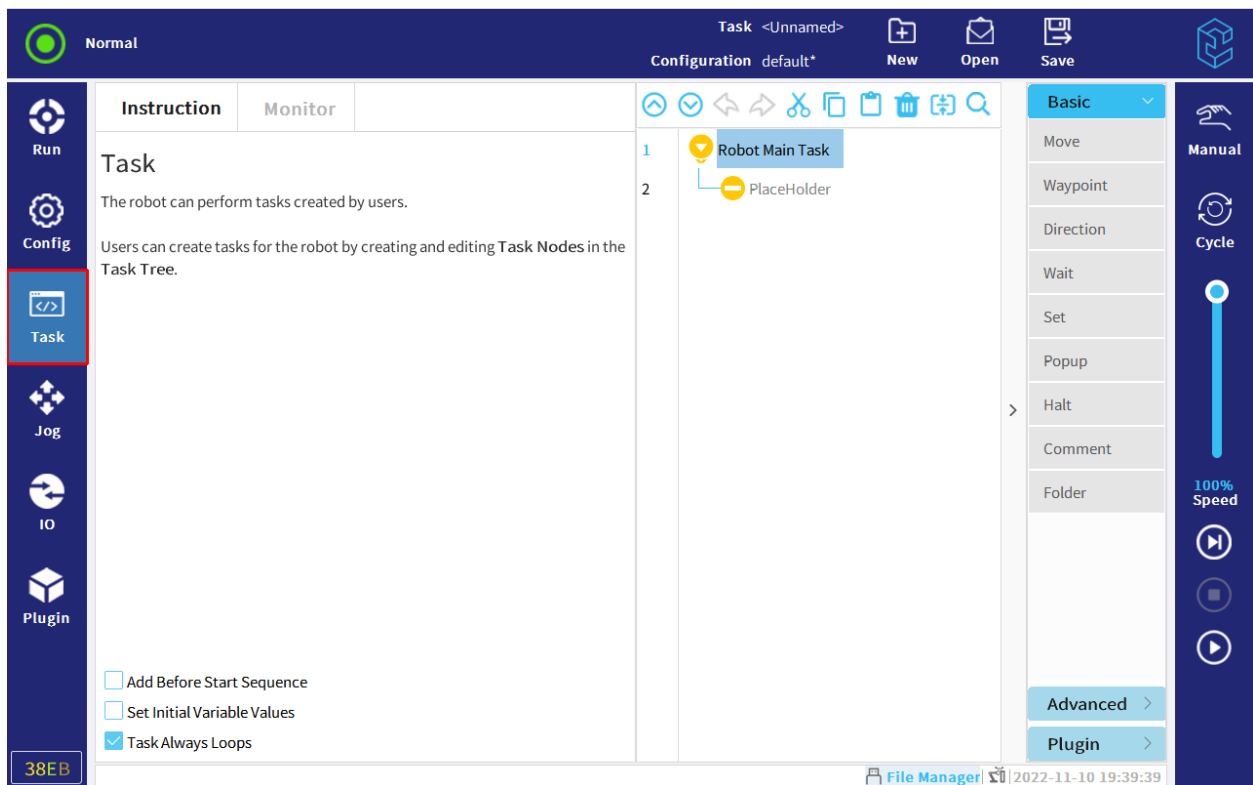 Normal
Task <Unnamed>
Configuration default*
New
Open
Save
Run
Config
Task
Jog
IO
Plugin
38EB
Instruction Monitor
Task
The robot can perform tasks created by users.
Users can create tasks for the robot by creating and editing Task Nodes in the
Task Tree.
Add Before Start Sequence
Set Initial Variable Values
Task Always Loops
1 Robot Main Task
2 PlaceHolder
Basic
Move
Waypoint
Direction
Wait
Set
Popup
Halt
Comment
Folder
Advanced
Plugin
Manual
Cycle
100%
Speed
File Manager
2022-11-10 19:39:39